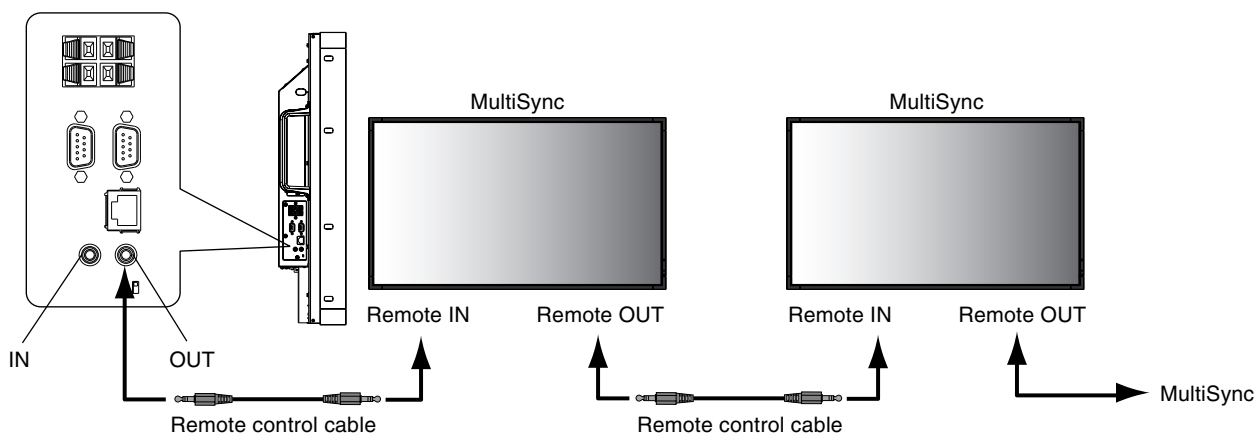 MultiSync
MultiSync
Remote IN
Remote OUT
Remote IN
Remote OUT
IN
OUT
MultiSync
Remote control cable
Remote control cable